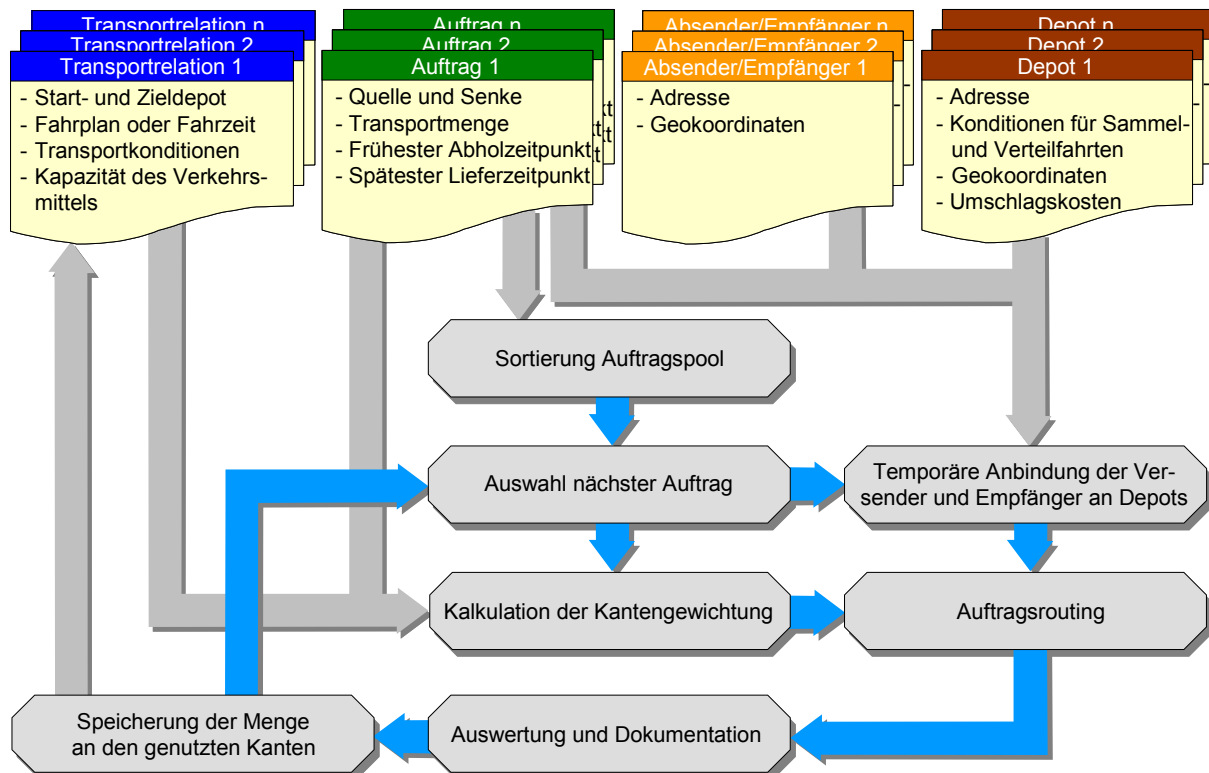 Transportrelation n
Transportrelation 2
Transportrelation 1
- Start- und Zieldepot
- Fahrplan oder Fahrzeit
- Transportkonditionen
- Kapazität des Verkehrs-
mittels
Auftrag n
Auftrag 2
Auftrag 1
- Quelle und Senke
- Transportmenge
- Frühester Abholzeitpunkt
- Spätester Lieferzeitpunkt
Absender/Empfänger n
Absender/Empfänger 2
Absender/Empfänger 1
- Adresse
- Geokoordinaten
Depot n
Depot 2
Depot 1
- Adresse
- Konditionen für Sammel-
und Verteilfahrten
- Geokoordinaten
- Umschlagskosten
Sortierung Auftragspool
Auswahl nächster Auftrag
Temporäre Anbindung der Ver-
sender und Empfänger an Depots
Kalkulation der Kantengewichtung
Auftragsrouting
Speicherung der Menge
an den genutzten Kanten
Auswertung und Dokumentation